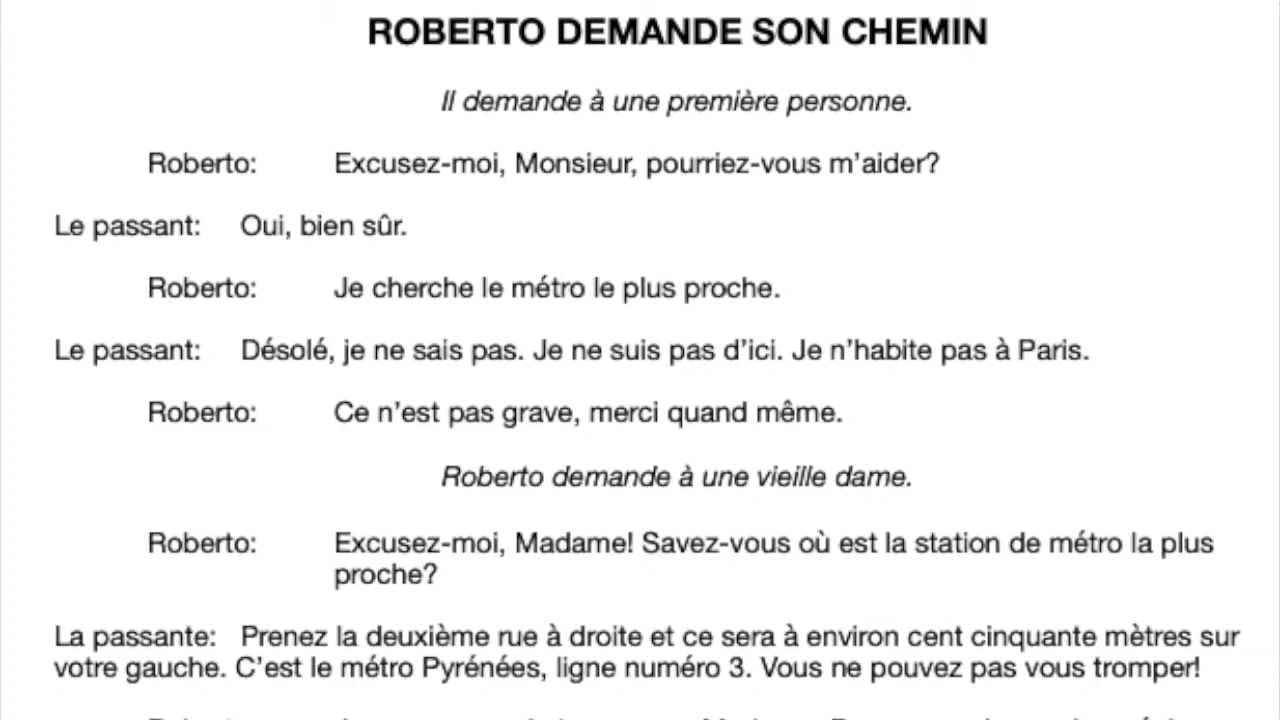 ROBERTO DEMANDE SON CHEMIN
Il demande à une première personne.
Roberto: Excusez-moi, Monsieur, pourriez-vous m'aider?
Le passant: Oui, bien sûr.
Roberto: Je cherche le métro le plus proche.
Le passant: Désolé, je ne sais pas. Je ne suis pas d'ici. Je n'habite pas à Paris.
Roberto: Ce n'est pas grave, merci quand même.
Roberto demande à une vieille dame.
Roberto: Excusez-moi, Madame! Savez-vous où est la station de métro la plus
proche?
La passante: Prenez la deuxième rue à droite et ce sera à environ cent cinquante mètres sur
votre gauche. C'est le métro Pyrénées, ligne numéro 3. Vous ne pouvez pas vous tromper!